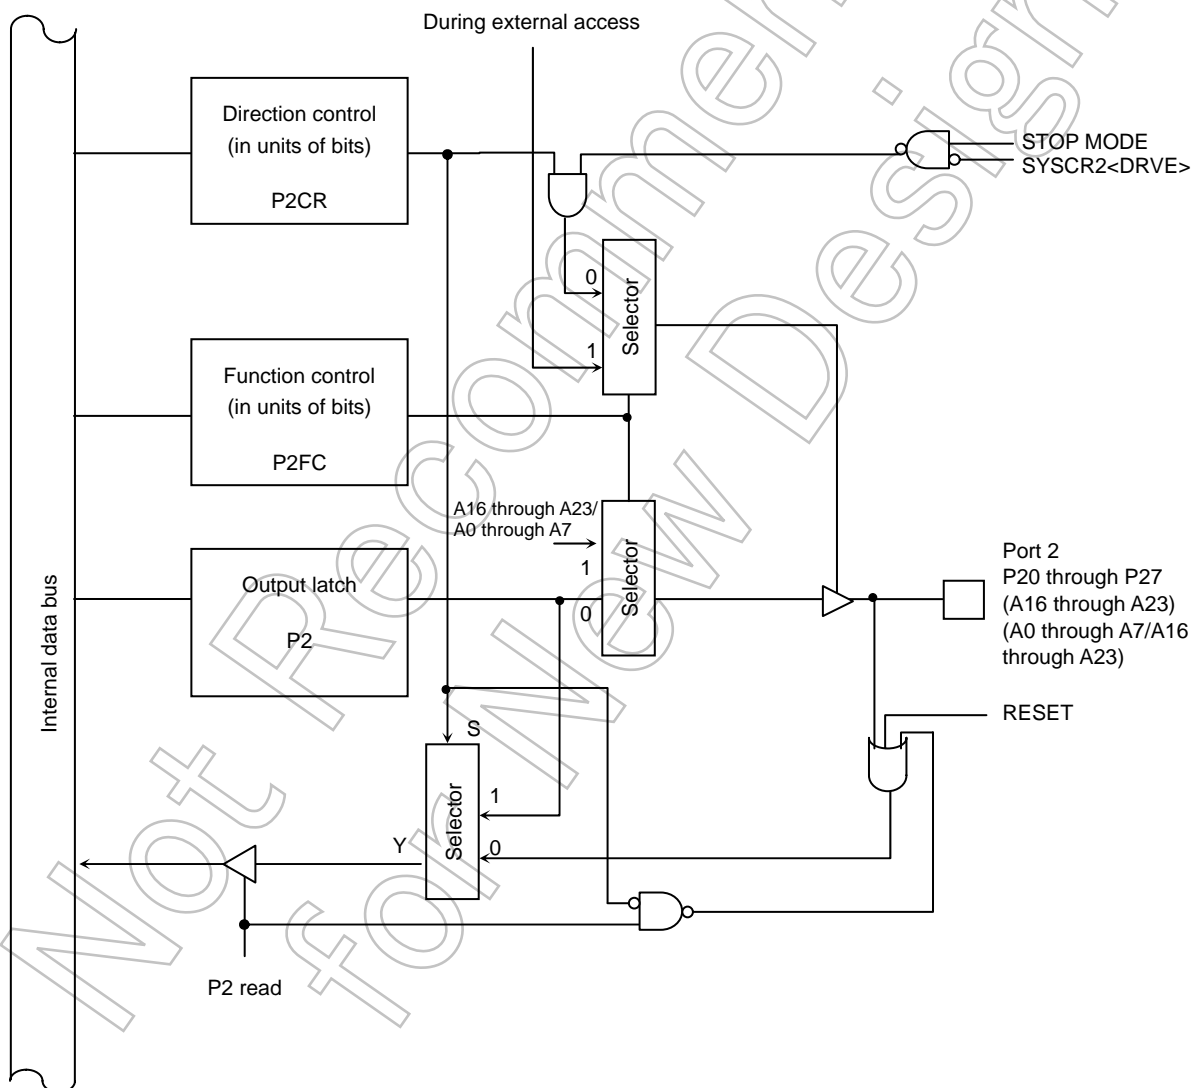 During external access
Direction control
(in units of bits)
P2CR
STOP MODE
SYSCR2<DRVE>
0
Selector
1
Function control
(in units of bits)
P2FC
A16 through A23/
A0 through A7
1
Selector
0
Output latch
P2
Port 2
P20 through P27
(A16 through A23)
(A0 through A7/A16
through A23)
Internal data bus
RESET
S
Selector
1
Y
0
P2 read
Not Recommen
for New Design